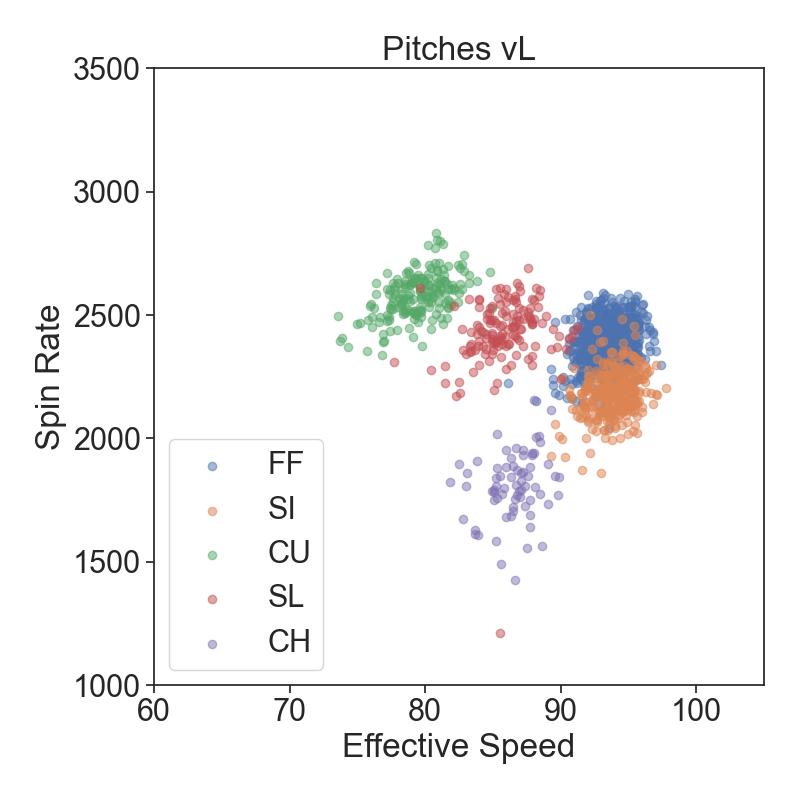 Pitches vL
3500
3000
2500
2000
1500
1000
Spin Rate
FF
SI
CU
SL
CH
60 70 80 90 100
Effective Speed